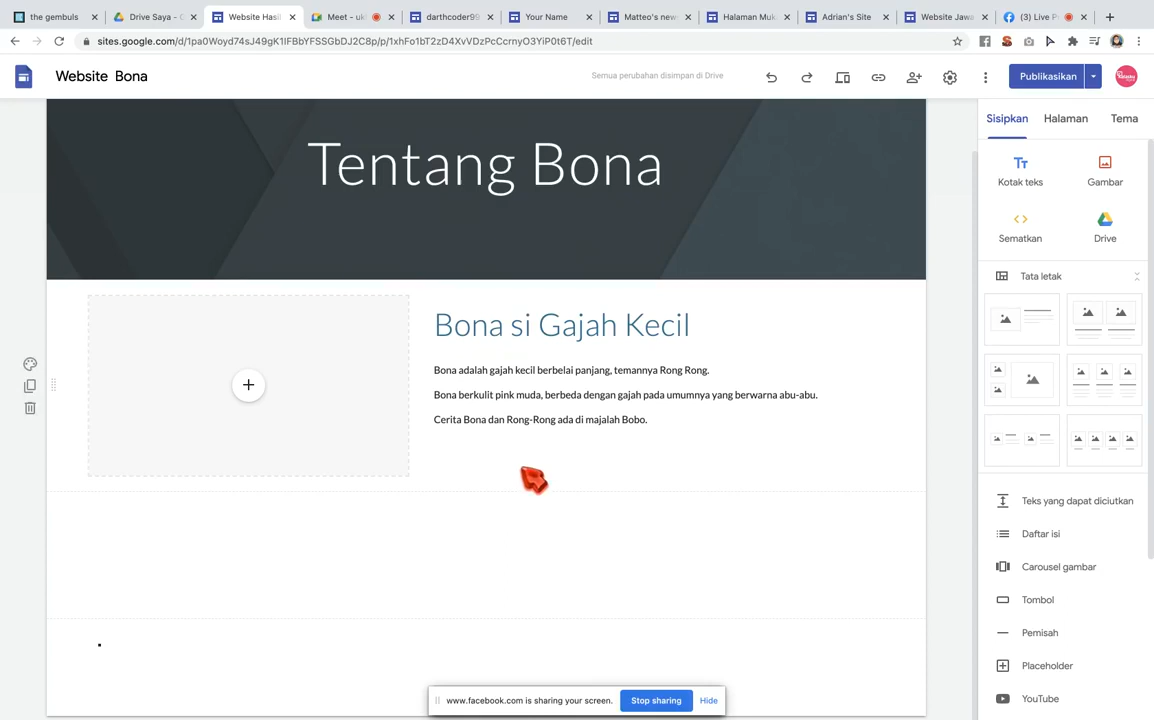 the gembuls
Drive Saya - G
Website Hasil
Meet - uk
darthcoder99
Your Name
Matteo's new
Halaman Muk
Adrian's Site
Website Jawa
(3) Live P
sites.google.com/d/1pa0Woyd74sJ49gK1IFBbYFSSGbDJ2C8p/p/1xhFo1bT2zD4XvVDzPcCcrnyO3YiP0t6T/edit
Website Bona
Semua perubahan disimpan di Drive
Publikasikan
Sisipkan
Halaman
Tema
Tentang Bona
Kotak teks
Gambar
Sematkan
Drive
Tata letak
Bona si Gajah Kecil
Bona adalah gajah kecil berbelai panjang, temannya Rong Rong.
Bona berkulit pink muda, berbeda dengan gajah pada umumnya yang berwarna abu-abu.
Cerita Bona dan Rong-Rong ada di majalah Bobo.
Teks yang dapat diciutkan
Daftar isi
Carousel gambar
Tombol
Pemisah
Placeholder
YouTube
www.facebook.com is sharing your screen.
Stop sharing
Hide